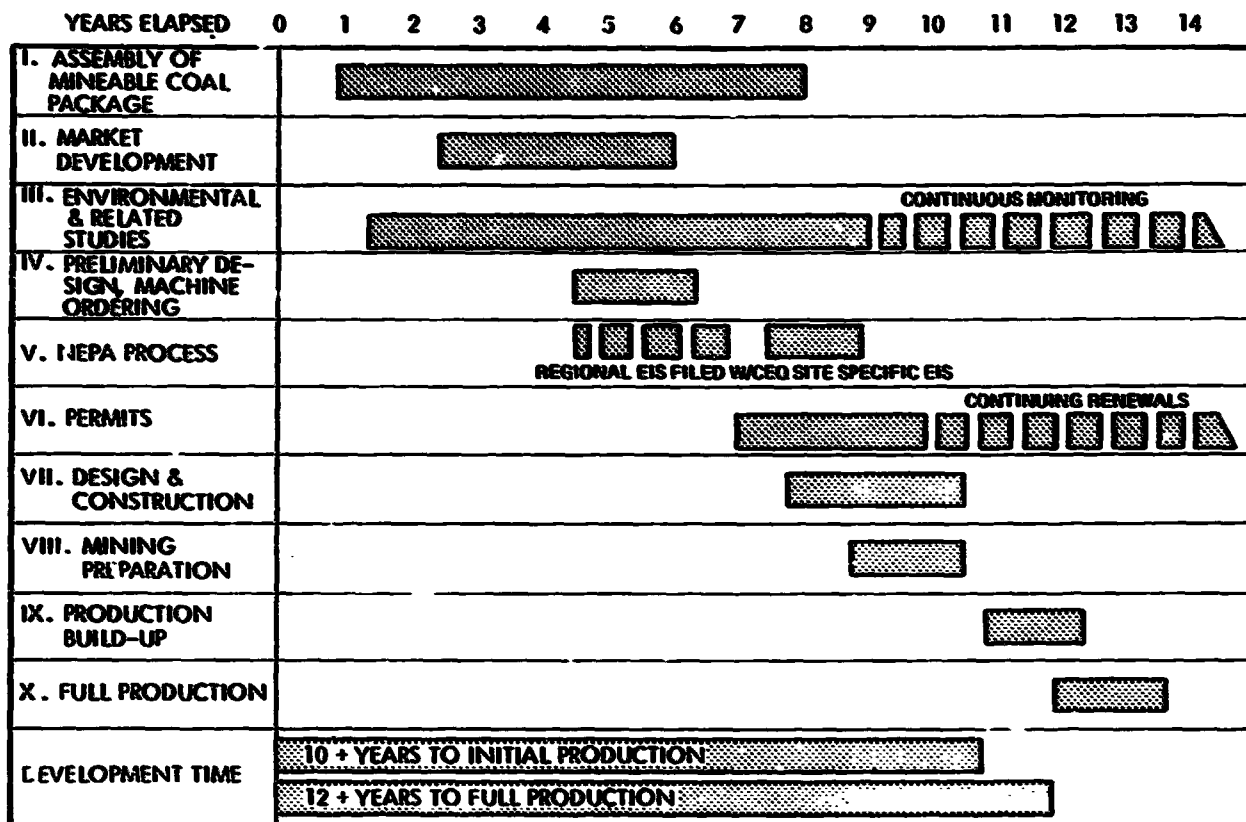 YEARS ELAPSED 0 1 2 3 4 5 6 7 8 9 10 11 12 13 14
I. ASSEMBLY OF
MINEABLE COAL
PACKAGE
II. MARKET
DEVELOPMENT
III. ENVIRONMENTAL
& RELATED
STUDIES
CONTINUOUS MONITORING
IV. PRELIMINARY DE-
SIGN, MACHINE
ORDERING
V. NEPA PROCESS
REGIONAL EIS FILED W/CEQ SITE SPECIFIC EIS
VI. PERMITS
CONTINUING RENEWALS
VII. DESIGN &
CONSTRUCTION
VIII. MINING
PREPARATION
IX. PRODUCTION
BUILD-UP
X. FULL PRODUCTION
DEVELOPMENT TIME
10 + YEARS TO INITIAL PRODUCTION
12 + YEARS TO FULL PRODUCTION